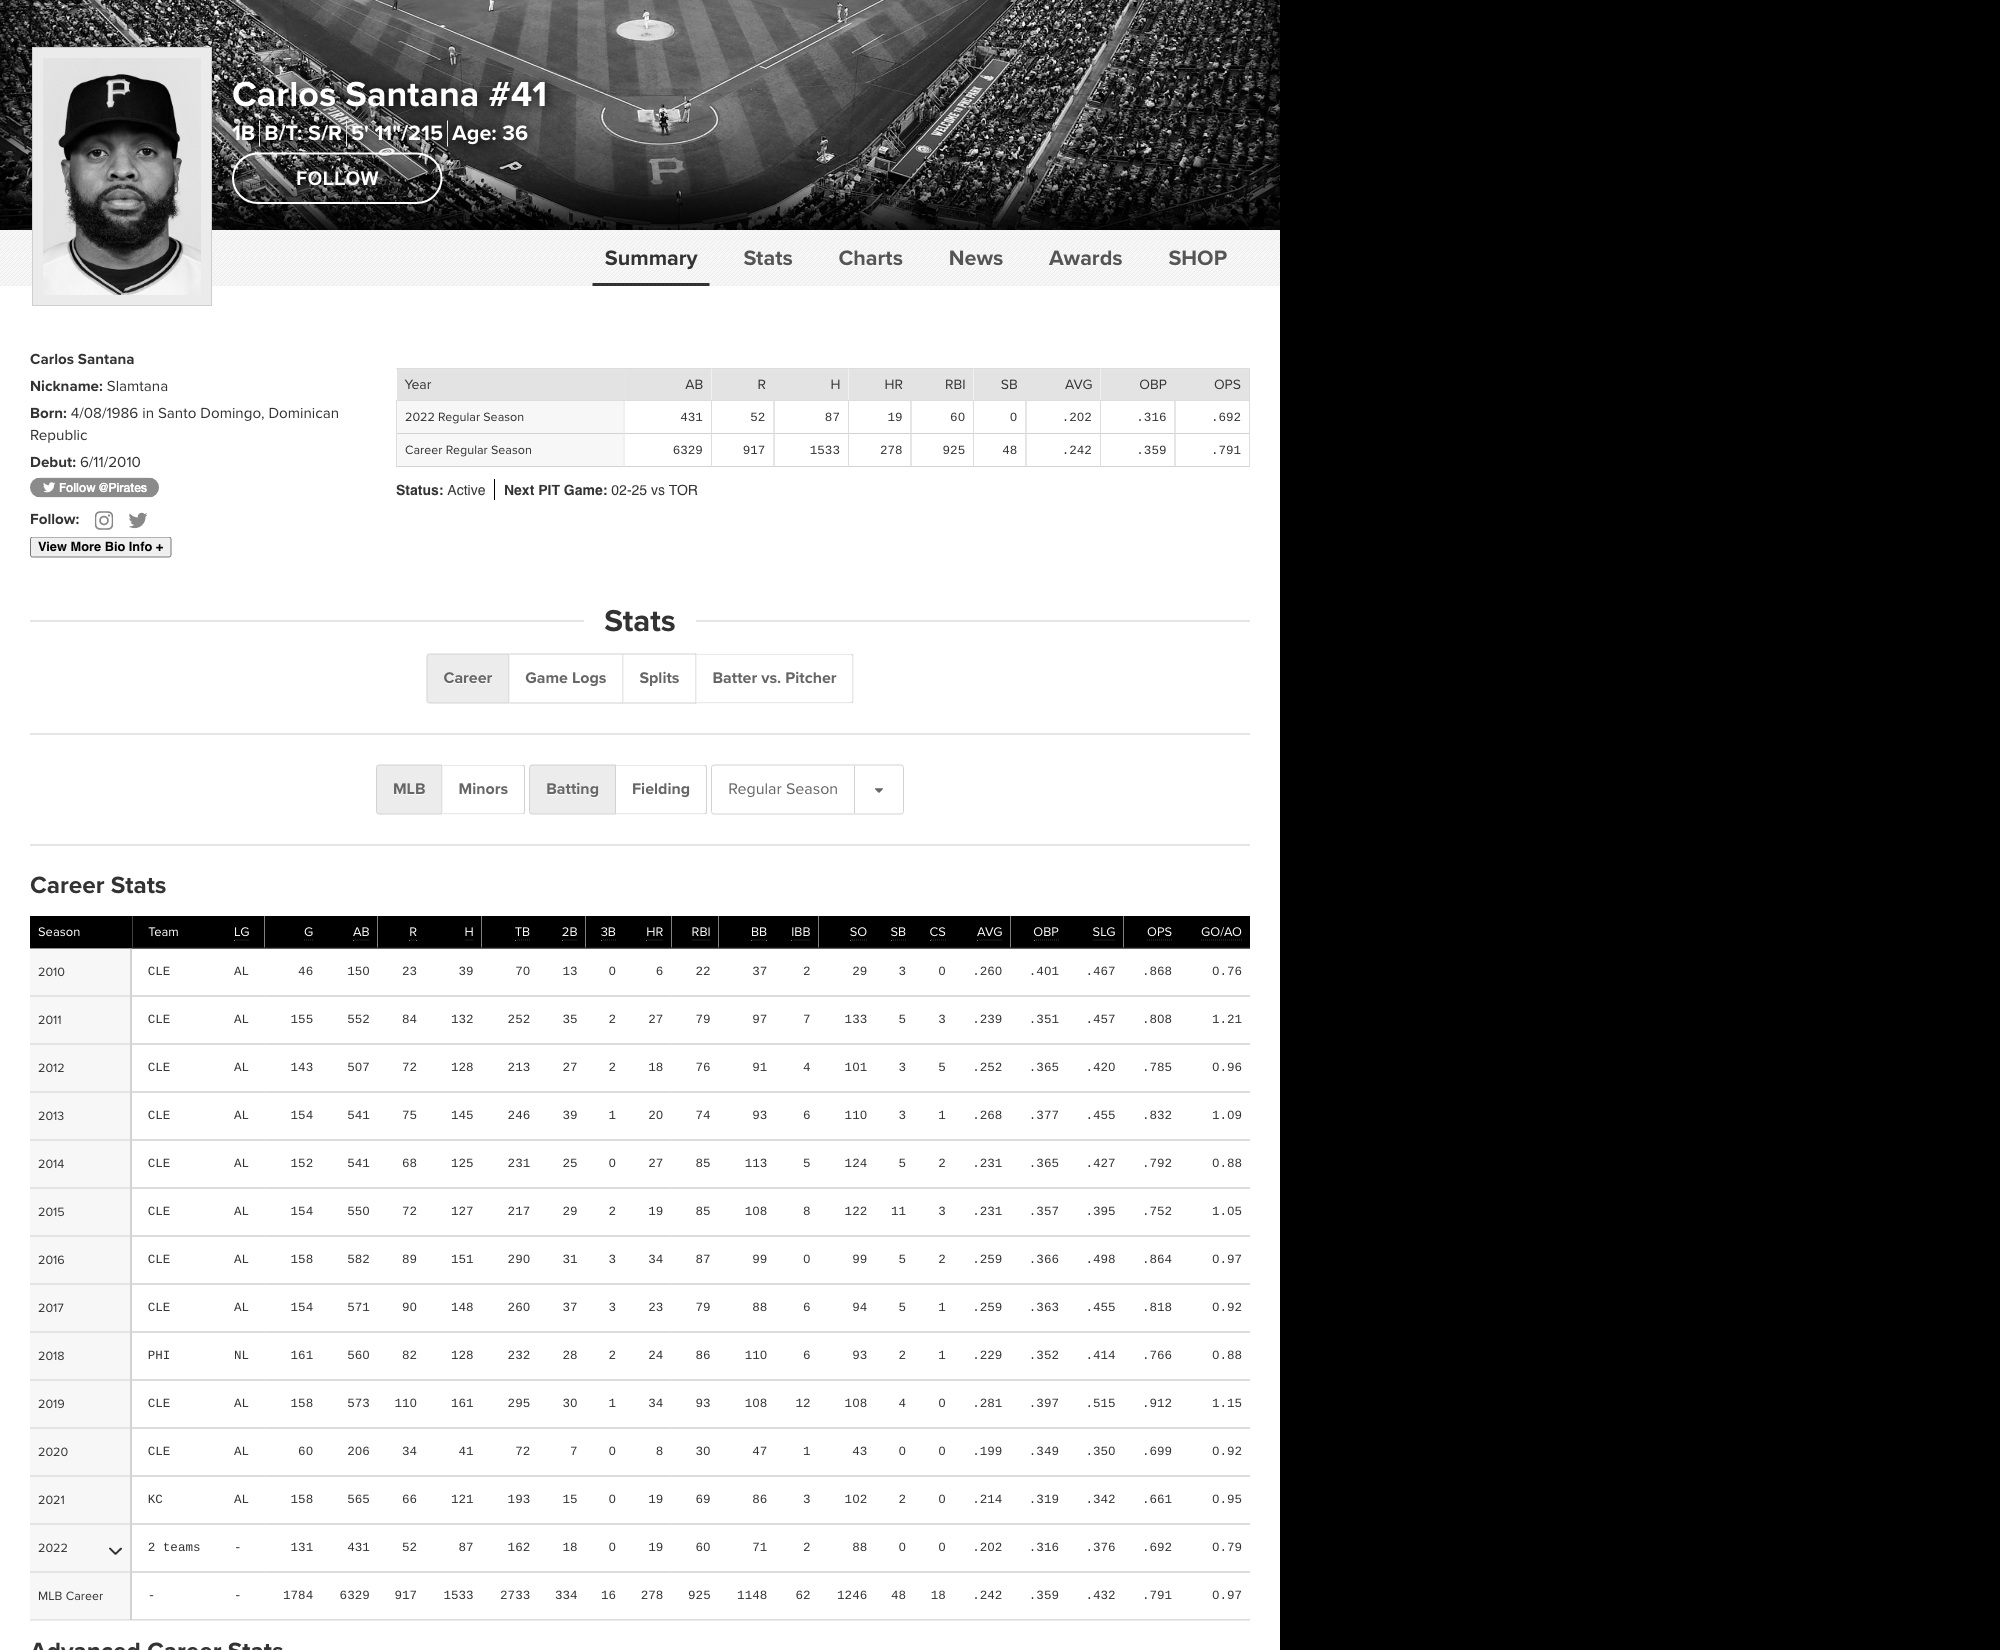 WELCOME TO PNC PARK
P
Carlos Santana #41
1B B/T: S/R 5' 11"/215 Age: 36
FOLLOW
P
Summary Stats Charts News Awards SHOP
Carlos Santana
Nickname: Slamtana
Born: 4/08/1986 in Santo Domingo, Dominican
Republic
Debut: 6/11/2010
Follow @Pirates
Follow:
View More Bio Info +
Year AB R H HR RBI SB AVG OBP OPS
2022 Regular Season 431 52 87 19 60 0 .202 .316 .692
Career Regular Season 6329 917 1533 278 925 48 .242 .359 .791
Status: Active Next PIT Game: 02-25 vs TOR
Stats
Career Game Logs Splits Batter vs. Pitcher
MLB Minors Batting Fielding Regular Season
Career Stats
Season Team LG G AB R H TB 2B 3B HR RBI BB IBB SO SB CS AVG OBP SLG OPS GO/AO
2010 CLE AL 46 150 23 39 70 13 0 6 22 37 2 29 3 0 .260 .401 .467 .868 0.76
2011 CLE AL 155 552 84 132 252 35 2 27 79 97 7 133 5 3 .239 .351 .457 .808 1.21
2012 CLE AL 143 507 72 128 213 27 2 18 76 91 4 101 3 5 .252 .365 .420 .785 0.96
2013 CLE AL 154 541 75 145 246 39 1 20 74 93 6 110 3 1 .268 .377 .455 .832 1.09
2014 CLE AL 152 541 68 125 231 25 0 27 85 113 5 124 5 2 .231 .365 .427 .792 0.88
2015 CLE AL 154 550 72 127 217 29 2 19 85 108 8 122 11 3 .231 .357 .395 .752 1.05
2016 CLE AL 158 582 89 151 290 31 3 34 87 99 0 99 5 2 .259 .366 .498 .864 0.97
2017 CLE AL 154 571 90 148 260 37 3 23 79 88 6 94 5 1 .259 .363 .455 .818 0.92
2018 PHI NL 161 560 82 128 232 28 2 24 86 110 6 93 2 1 .229 .352 .414 .766 0.88
2019 CLE AL 158 573 110 161 295 30 1 34 93 108 12 108 4 0 .281 .397 .515 .912 1.15
2020 CLE AL 60 206 34 41 72 7 0 8 30 47 1 43 0 0 .199 .349 .350 .699 0.92
2021 KC AL 158 565 66 121 193 15 0 19 69 86 3 102 2 0 .214 .319 .342 .661 0.95
2022 2 teams - 131 431 52 87 162 18 0 19 60 71 2 88 0 0 .202 .316 .376 .692 0.79
MLB Career - - 1784 6329 917 1533 2733 334 16 278 925 1148 62 1246 48 18 .242 .359 .432 .791 0.97
Advanced Career Stats